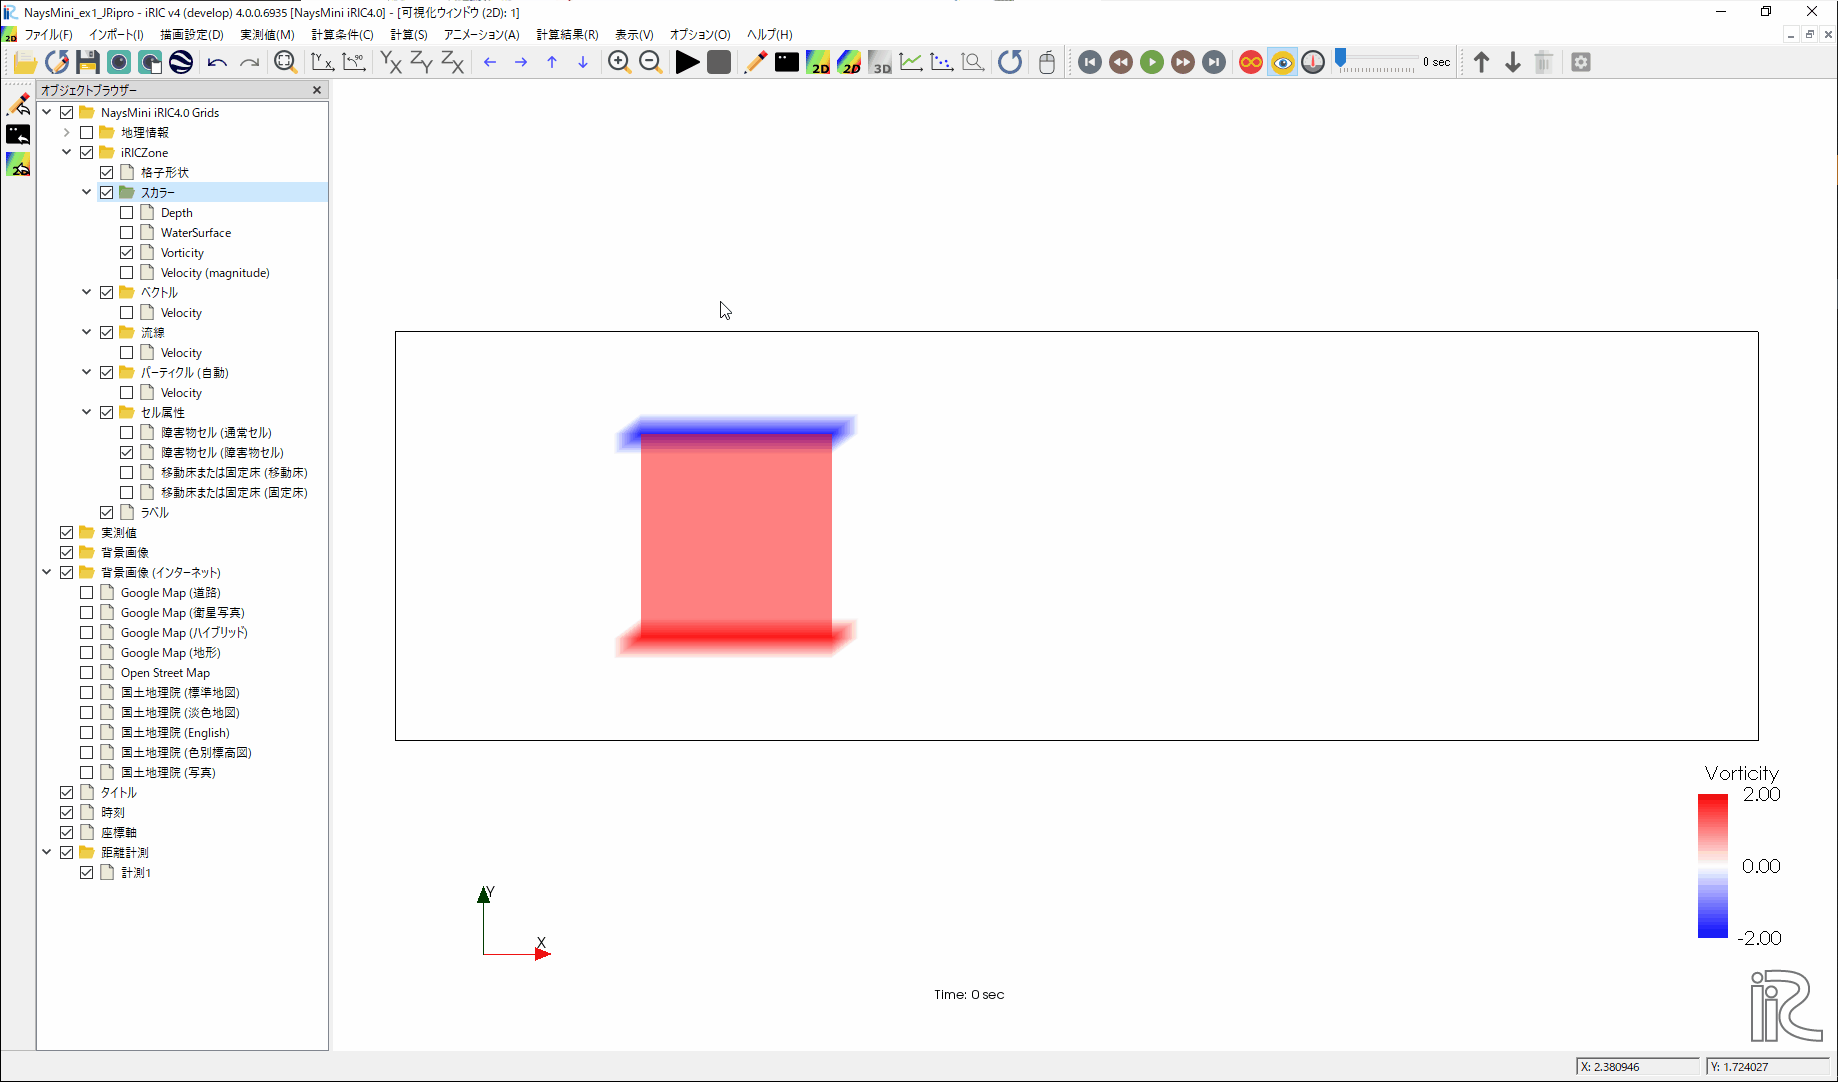 NaysMini_ex1_JP.ipro - iRIC v4 (develop) 4.0.0.6935 [NaysMini iRIC4.0] - [可視化ウィンドウ (2D): 1]
ファイル(F) インポート(I) 描画設定(D) 実測値(M) 計算条件(C) 計算(S) アニメーション(A) 計算結果(R) 表示(V) オプション(O) ヘルプ(H)
2D 2D 3D 0 sec
オブジェクトブラウザー
NaysMini iRIC4.0 Grids
地理情報
iRICZone
格子形状
スカラー
Depth
WaterSurface
Vorticity
Velocity (magnitude)
ベクトル
Velocity
流線
Velocity
パーティクル (自動)
Velocity
セル属性
障害物セル (通常セル)
障害物セル (障害物セル)
移動床または固定床 (移動床)
移動床または固定床 (固定床)
ラベル
実測値
背景画像
背景画像 (インターネット)
Google Map (道路)
Google Map (衛星写真)
Google Map (ハイブリッド)
Google Map (地形)
Open Street Map
国土地理院 (標準地図)
国土地理院 (淡色地図)
国土地理院 (English)
国土地理院 (色別標高図)
国土地理院 (写真)
タイトル
時刻
座標軸
距離計測
計測1
Vorticity
2.00
0.00
-2.00
Y
X
Time: 0 sec
iRIC
X: 2.380946
Y: 1.724027